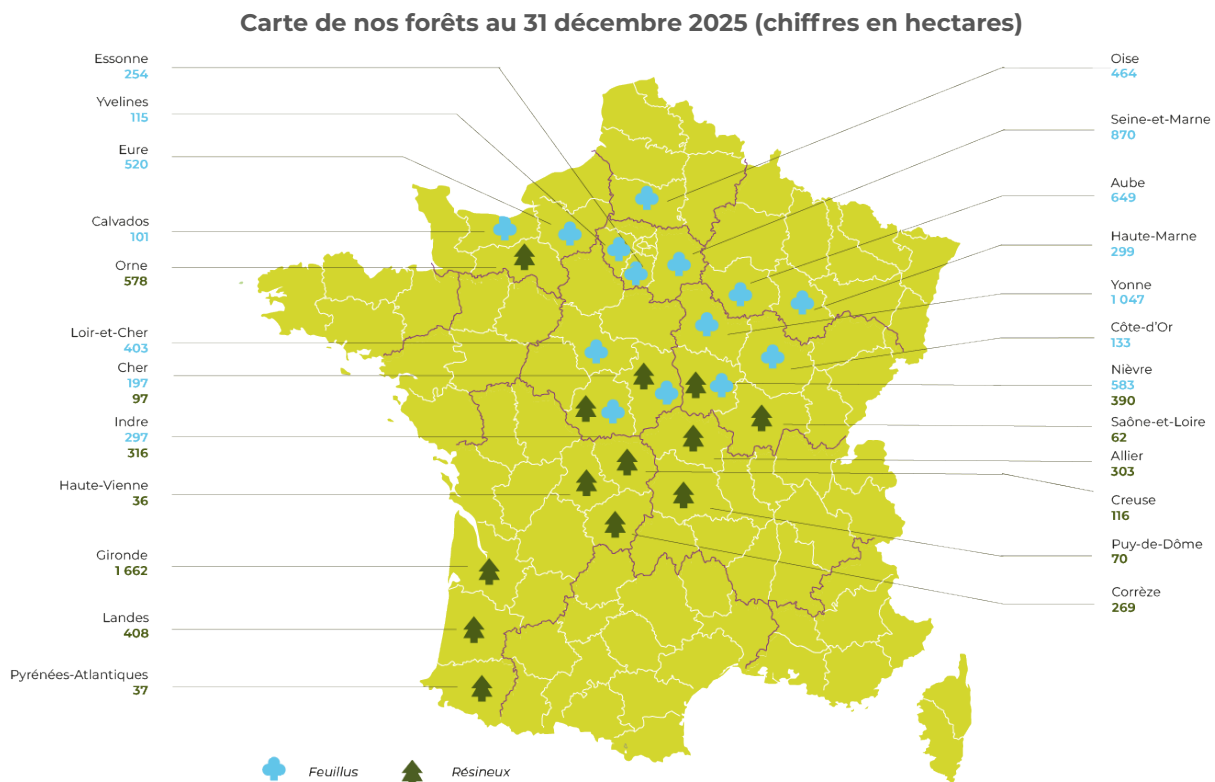 Carte de nos forêts au 31 décembre 2025 (chiffres en hectares)
Essonne
254
Yvelines
115
Eure
520
Calvados
101
Orne
578
Loir-et-Cher
403
Cher
197
97
Indre
297
316
Haute-Vienne
36
Gironde
1 662
Landes
408
Pyrénées-Atlantiques
37
Oise
464
Seine-et-Marne
870
Aube
649
Haute-Marne
299
Yonne
1 047
Côte-d'Or
133
Nièvre
583
390
Saône-et-Loire
62
Allier
303
Creuse
116
Puy-de-Dôme
70
Corrèze
269
Feuillus
Résineux